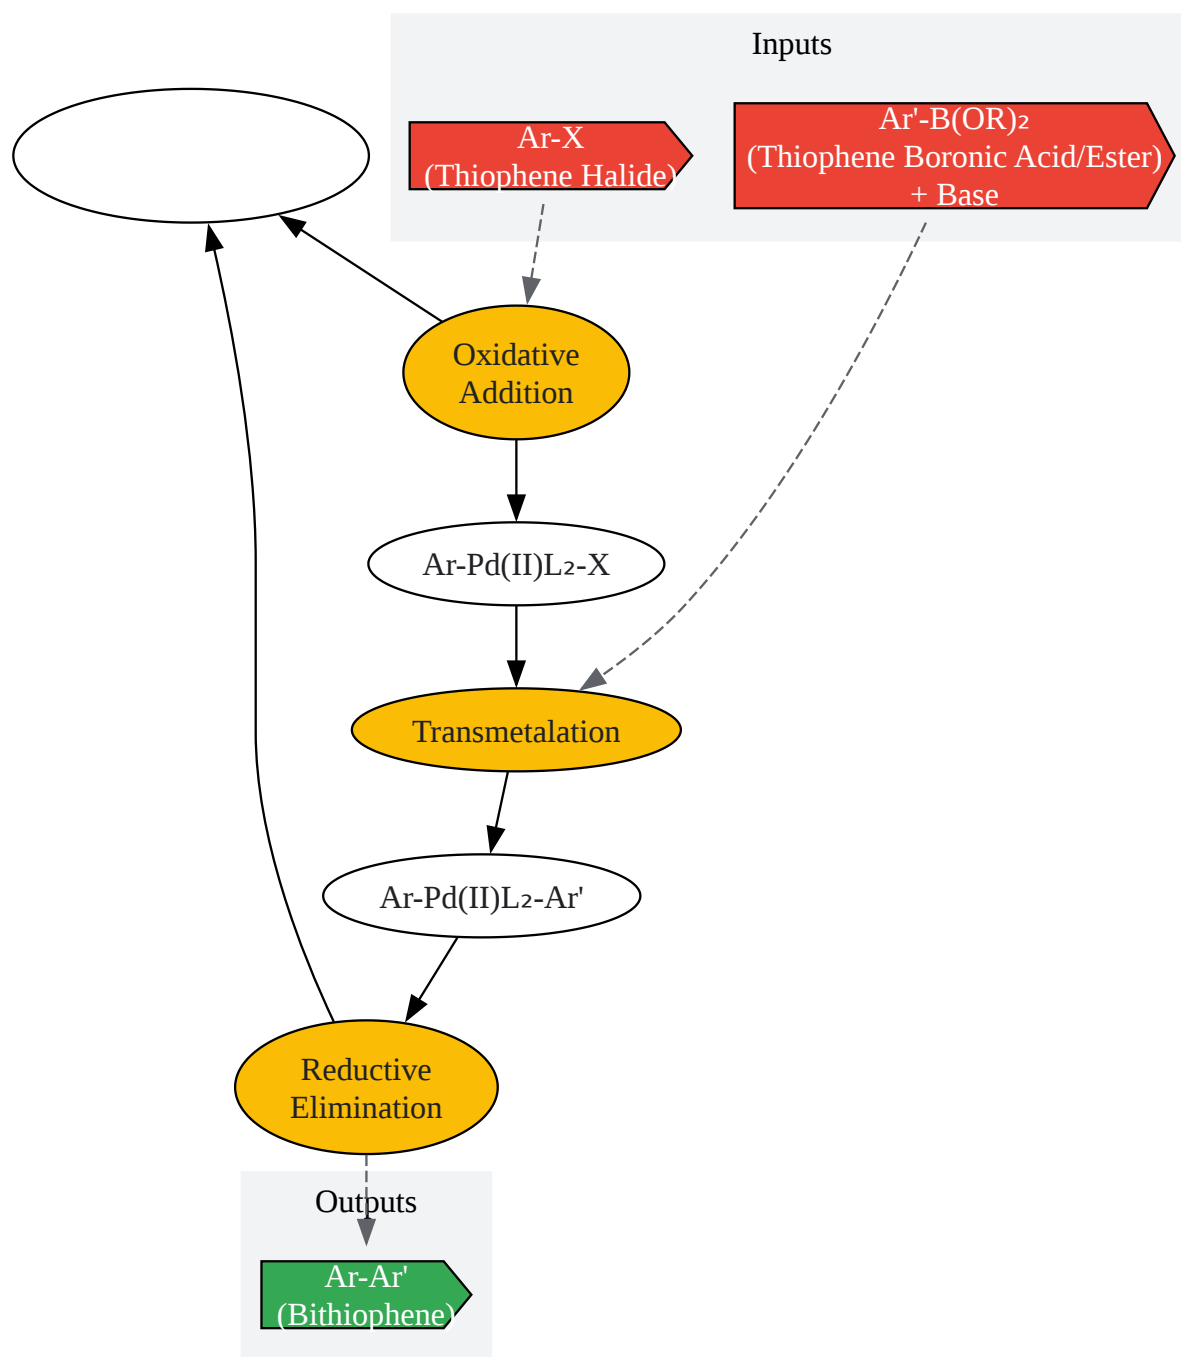 Inputs
Ar-X
(Thiophene Halide)
Ar'-B(OR)₂
(Thiophene Boronic Acid/Ester)
+ Base
Oxidative
Addition
Ar-Pd(II)L₂-X
Transmetalation
Ar-Pd(II)L₂-Ar'
Reductive
Elimination
Outputs
Ar-Ar'
(Bithiophene)